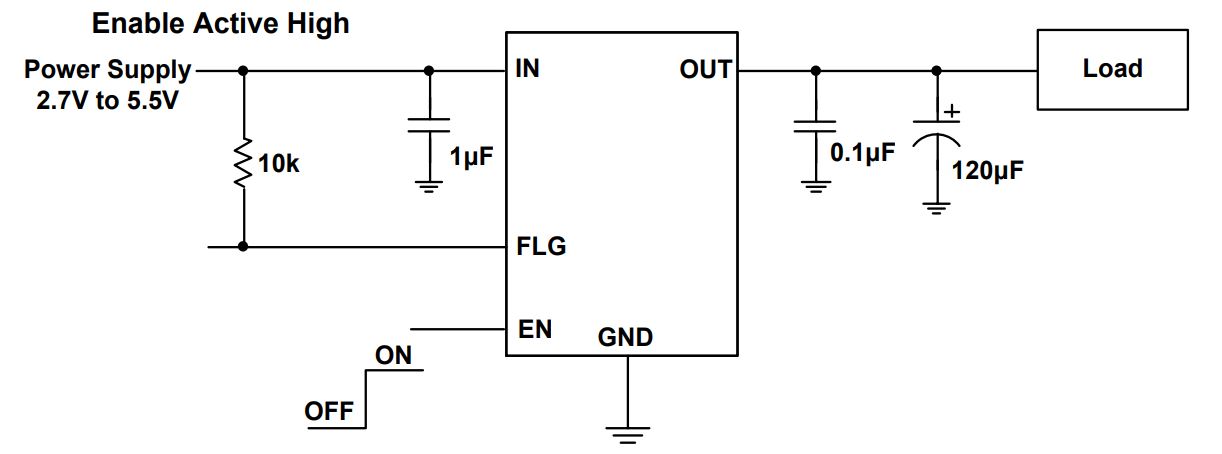 Enable Active High
Power Supply
2.7V to 5.5V
IN
OUT
Load
10k
1µF
0.1µF
120µF
+
FLG
EN
GND
ON
OFF